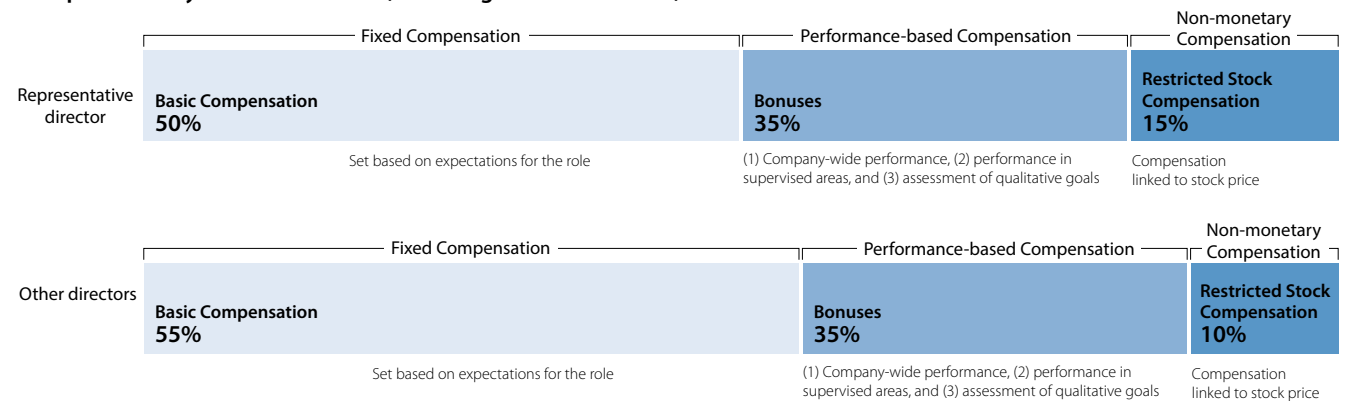 Non-monetary
Fixed Compensation
Performance-based Compensation
Compensation
Representative
director
Basic Compensation
50%
Bonuses
35%
Restricted Stock
Compensation
15%
Set based on expectations for the role
(1) Company-wide performance, (2) performance in
supervised areas, and (3) assessment of qualitative goals
Compensation
linked to stock price
Non-monetary
Fixed Compensation
Performance-based Compensation
Compensation
Other directors
Basic Compensation
55%
Bonuses
35%
Restricted Stock
Compensation
10%
Set based on expectations for the role
(1) Company-wide performance, (2) performance in
supervised areas, and (3) assessment of qualitative goals
Compensation
linked to stock price